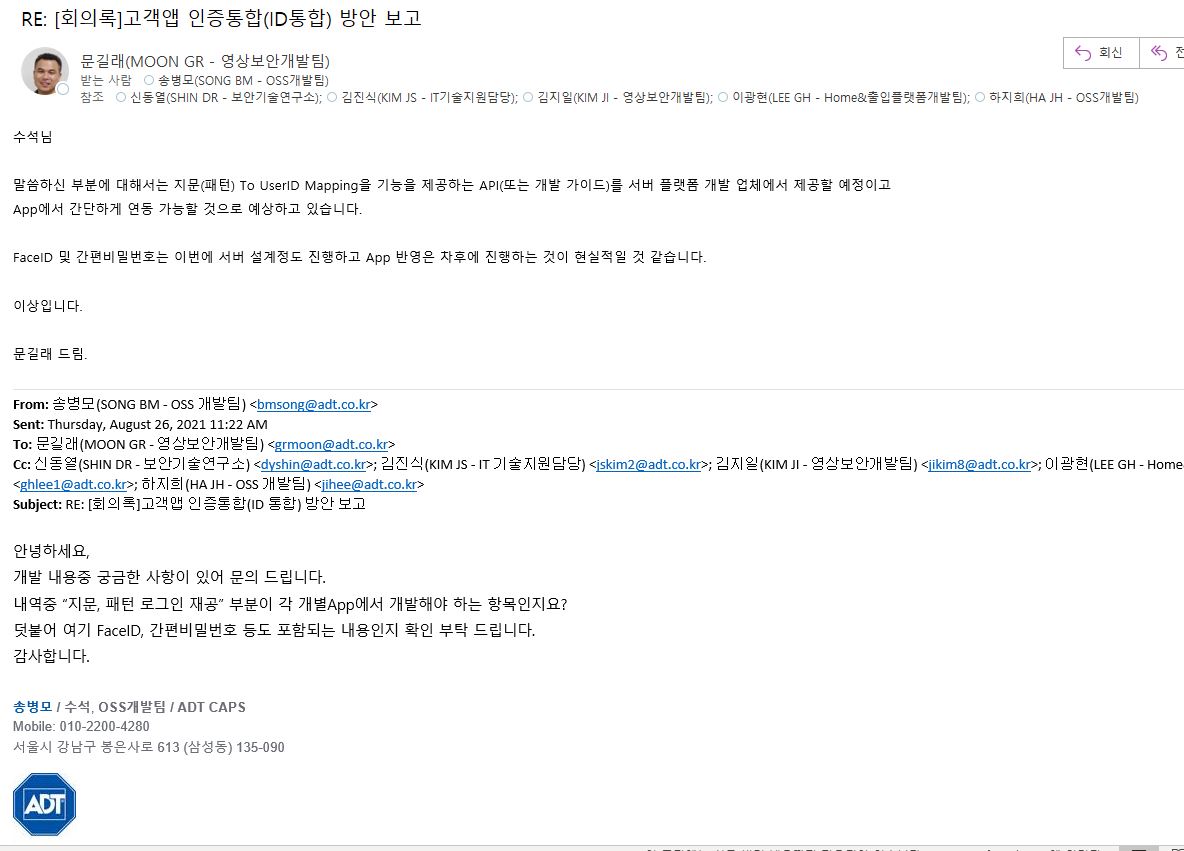 RE: [회의록]고객앱 인증통합(ID통합) 방안 보고
문길래(MOON GR - 영상보안개발팀)
회신
전
받는 사람 송병모(SONG BM - OSS개발팀)
참조 신동열(SHIN DR - 보안기술연구소); 김진식(KIM JS - IT기술지원담당); 김지일(KIM JI - 영상보안개발팀); 이광현(LEE GH - Home&출입플랫폼개발팀); 하지희(HA JH - OSS개발팀)
수석님
말씀하신 부분에 대해서는 지문(패턴) To UserID Mapping을 기능을 제공하는 API(또는 개발 가이드)를 서버 플랫폼 개발 업체에서 제공할 예정이고
App에서 간단하게 연동 가능할 것으로 예상하고 있습니다.
FaceID 및 간편비밀번호는 이번에 서버 설계정도 진행하고 App 반영은 차후에 진행하는 것이 현실적일 것 같습니다.
이상입니다.
문길래 드림.
From: 송병모(SONG BM - OSS 개발팀) <bmsong@adt.co.kr>
Sent: Thursday, August 26, 2021 11:22 AM
To: 문길래(MOON GR - 영상보안개발팀) <grmoon@adt.co.kr>
Cc: 신동열(SHIN DR - 보안기술연구소) <dyshin@adt.co.kr>; 김진식(KIM JS - IT 기술지원담당) <jskim2@adt.co.kr>; 김지일(KIM JI - 영상보안개발팀) <jikim8@adt.co.kr>; 이광현(LEE GH - Home
<ghlee1@adt.co.kr>; 하지희(HA JH - OSS 개발팀) <jihee@adt.co.kr>
Subject: RE: [회의록]고객앱 인증통합(ID 통합) 방안 보고
안녕하세요,
개발 내용중 궁금한 사항이 있어 문의 드립니다.
내역중 “지문, 패턴 로그인 재공” 부분이 각 개별App에서 개발해야 하는 항목인지요?
덧붙어 여기 FaceID, 간편비밀번호 등도 포함되는 내용인지 확인 부탁 드립니다.
감사합니다.
송병모 / 수석, OSS개발팀 / ADT CAPS
Mobile: 010-2200-4280
서울시 강남구 봉은사로 613 (삼성동) 135-090
ADT